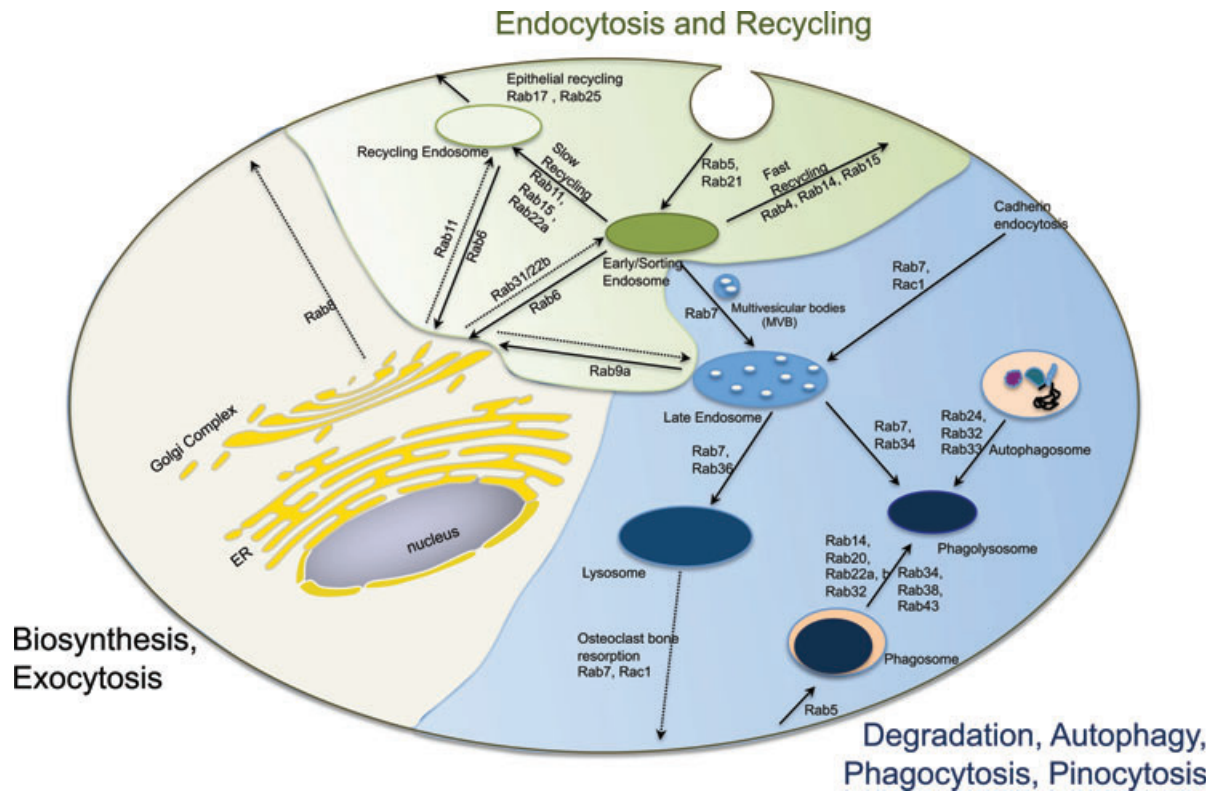 Endocytosis and Recycling
Epithelial recycling
Rab17 , Rab25
Recycling Endosome
Slow
Recycling
Rab11,
Rab15 ,
Rab22a
Rab5,
Rab21
Fast
Recycling
Rab4, Rab14, Rab15
Cadherin
endocytosis
Rab11
Rab6
Rab31/22b
Rab6
Early/Sorting
Endosome
Rab7,
Rac1
Rab8
Rab7
Multivesicular bodies
(MVB)
Rab9a
Late Endosome
Golgi Complex
Rab7,
Rab36
Rab7,
Rab34
Rab24,
Rab32
Rab33
Autophagosome
ER
nucleus
Lysosome
Phagolysosome
Rab14,
Rab20,
Rab22a, b
Rab32
Rab34,
Rab38,
Rab43
Osteoclast bone
resorption
Rab7, Rac1
Phagosome
Rab5
Biosynthesis,
Exocytosis
Degradation, Autophagy,
Phagocytosis, Pinocytosis